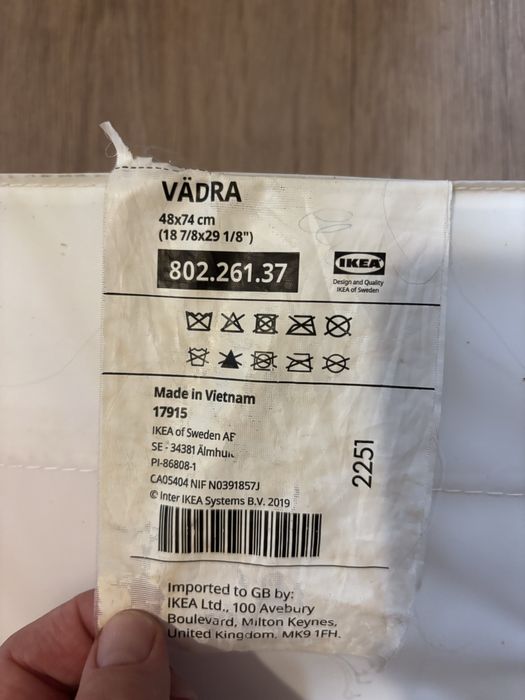 VÄDRA
48x74 cm
(18 7/8x29 1/8")
802.261.37
IKEA
Design and Quality
IKEA of Sweden
Made in Vietnam
17915
IKEA of Sweden
SE - 34381
PI-86808-1
CA05404 NIF N0391857J
© Inter IKEA Systems B.V. 2019
2251
Imported to GB by:
IKEA Ltd., 100 Avebury
Boulevard, Milton Keynes,
United Kingdom. MK9 1FH.